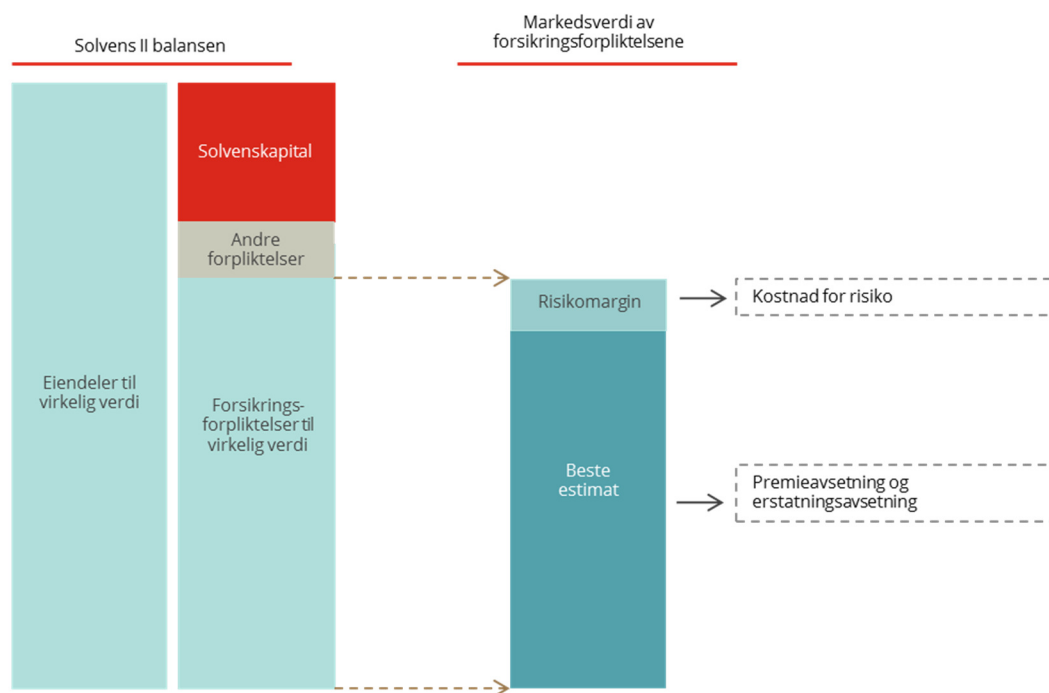 Solvens II balansen
Markedsverdi av
forsikringsforpliktelsene
Solvenskapital
Andre
forpliktelser
Eiendeler til
virkelig verdi
Forsikrings-
forpliktelser til
virkelig verdi
Risikomargin
Kostnad for risiko
Beste
estimat
Premieavsetning og
erstatningsavsetning